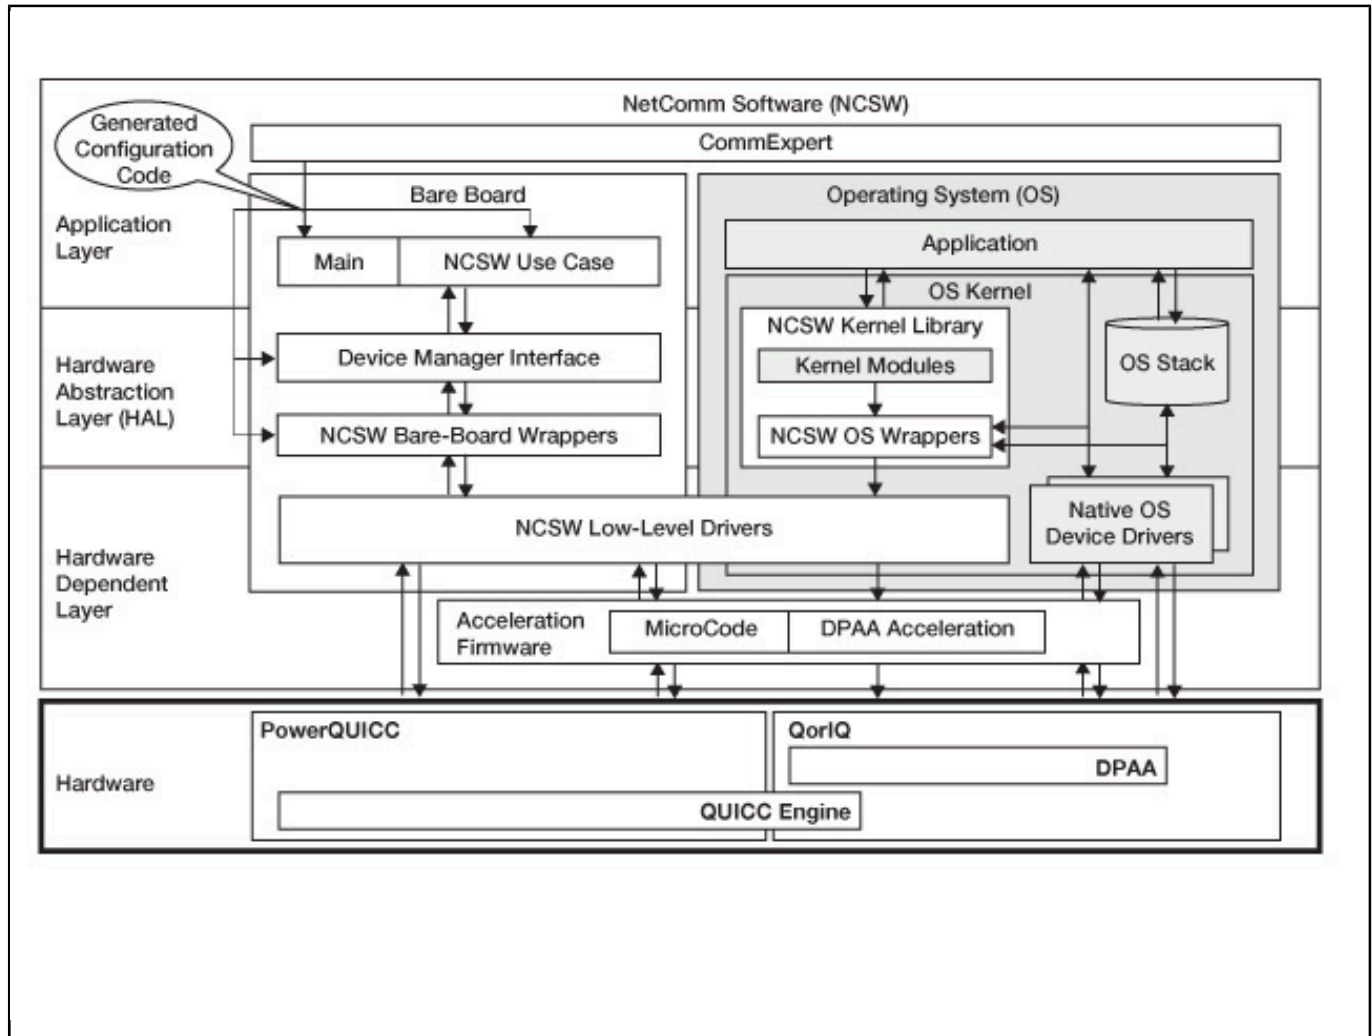 NetComm Software (NCSW)
Generated
Configuration
Code
CommExpert
Bare Board
Operating System (OS)
Application
Layer
Main
NCSW Use Case
Application
OS Kernel
Hardware
Abstraction
Layer (HAL)
Device Manager Interface
NCSW Kernel Library
Kernel Modules
OS Stack
NCSW Bare-Board Wrappers
NCSW OS Wrappers
Hardware
Dependent
Layer
NCSW Low-Level Drivers
Native OS
Device Drivers
Acceleration
Firmware
MicroCode
DPAA Acceleration
Hardware
PowerQUICC
QorIQ
DPAA
QUICC Engine